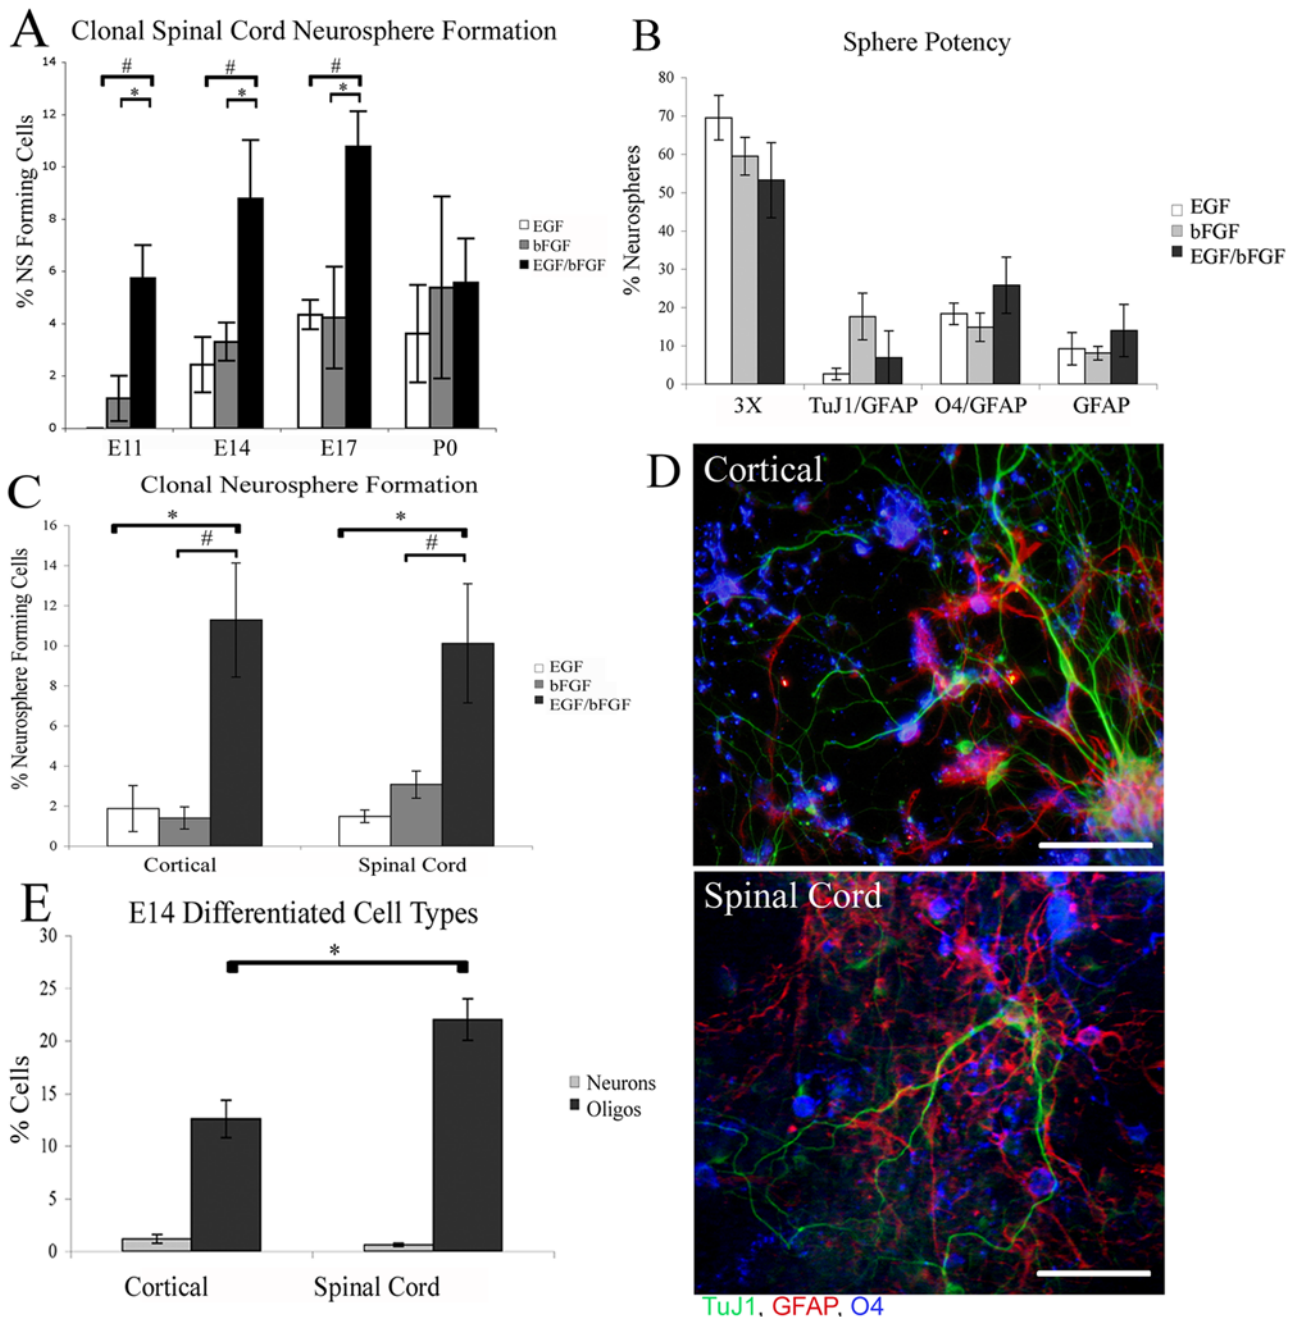 A
Clonal Spinal Cord Neurosphere Formation
% NS Forming Cells
14
12
10
8
6
4
2
0
# # #
* * *
E11 E14 E17 P0
EGF
bFGF
EGF/bFGF
B
Sphere Potency
% Neurospheres
80
70
60
50
40
30
20
10
0
3X TuJ1/GFAP O4/GFAP GFAP
EGF
bFGF
EGF/bFGF
C
Clonal Neurosphere Formation
% Neurosphere Forming Cells
16
14
12
10
8
6
4
2
0
* *
# #
Cortical Spinal Cord
EGF
bFGF
EGF/bFGF
D
Cortical
Spinal Cord
TuJ1, GFAP, O4
E
E14 Differentiated Cell Types
% Cells
30
25
20
15
10
5
0
*
Cortical Spinal Cord
Neurons
Oligos